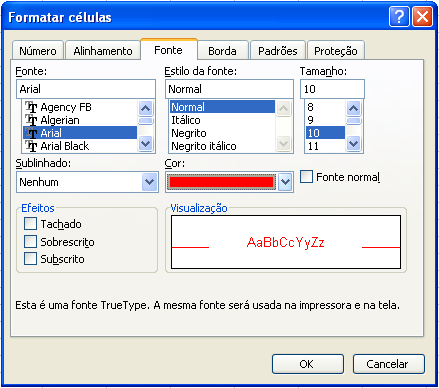 Formatar células
Número Alinhamento Fonte Borda Padrões Proteção
Fonte: Estilo da fonte: Tamanho:
Arial Normal 10
Agency FB Normal 8
Algerian Itálico 9
Arial Negrito 10
Arial Black Negrito itálico 11
Sublinhado: Cor:
Nenhum Fonte normal
Efeitos Visualização
Tachado
Sobrescrito AaBbCcYyZz
Subscrito
Esta é uma fonte TrueType. A mesma fonte será usada na impressora e na tela.
OK Cancelar